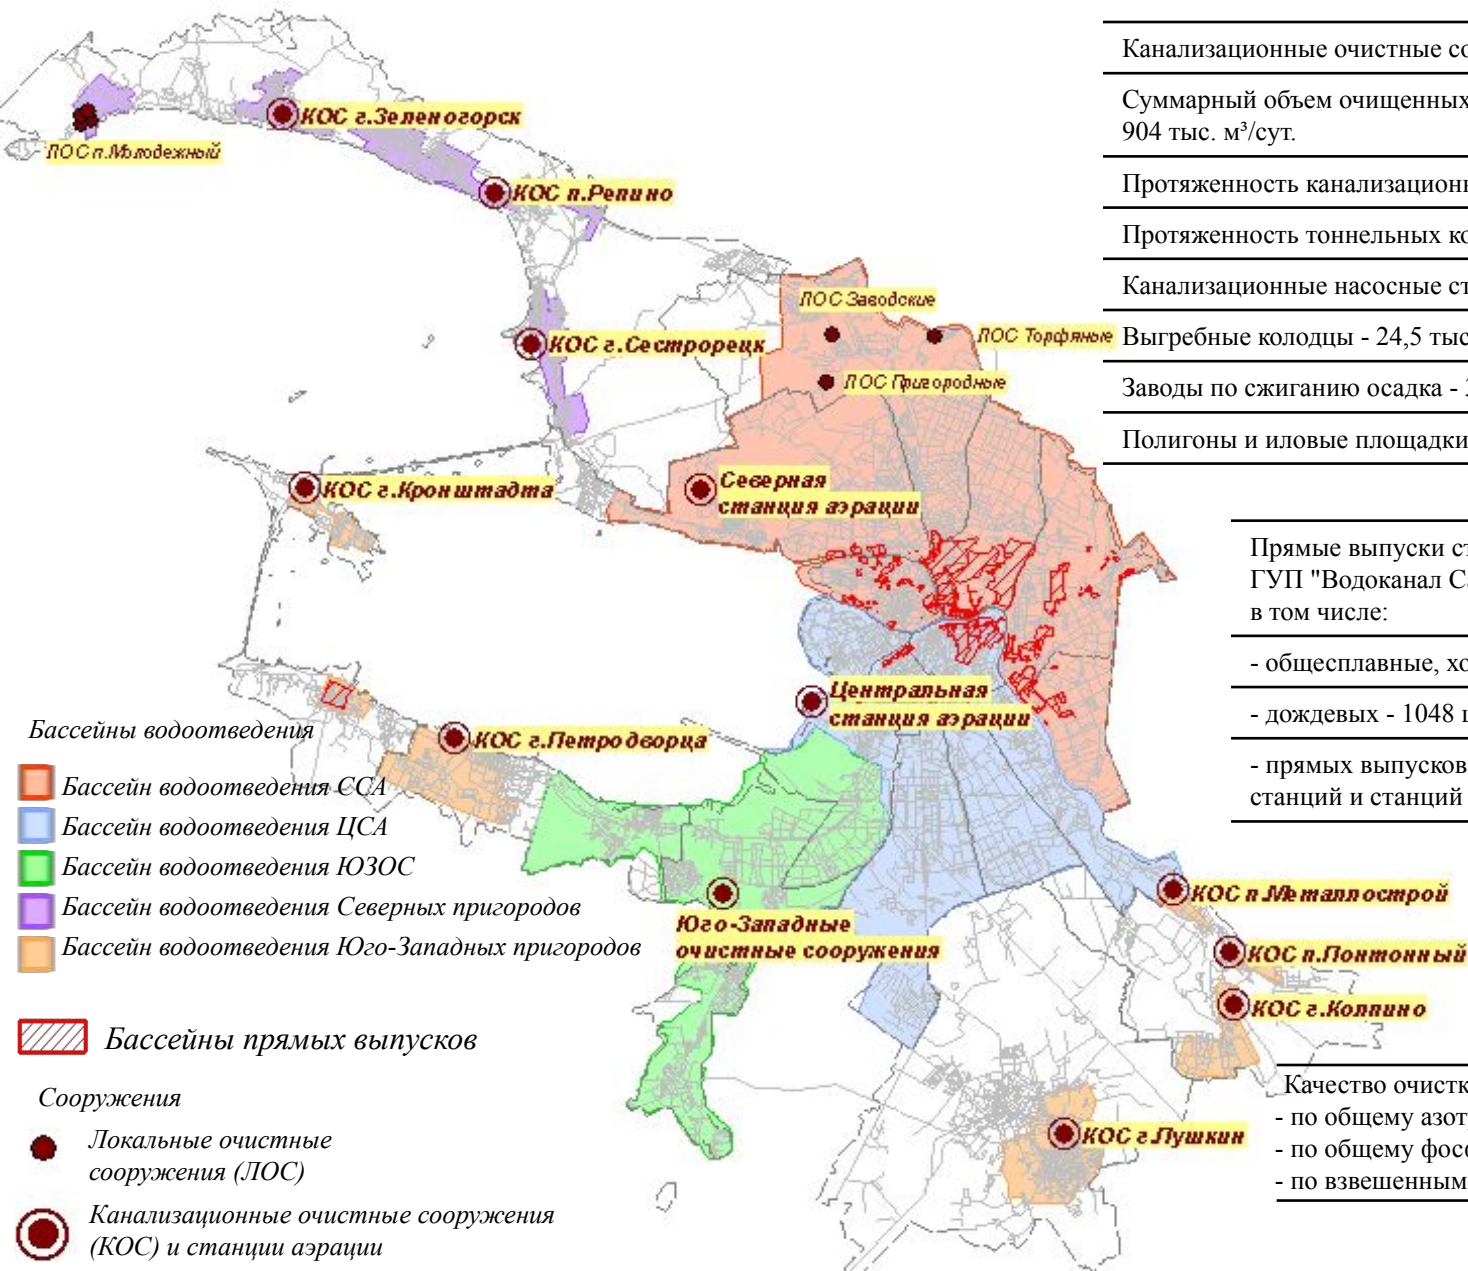 Канализационные очистные со
Суммарный объем очищенных
904 тыс. м³/сут.
Протяженность канализационн
Протяженность тоннельных ко
Канализационные насосные ст
Выгребные колодцы - 24,5 тыс
Заводы по сжиганию осадка -
Полигоны и иловые площадки
КОС г.Зеленогорск
ЛОС п.Молодежный
КОС п.Репино
ЛОС Заводские
ЛОС Торфяные
КОС г.Сестрорецк
ЛОС Пригородные
КОС г.Кронштадта
Северная
станция аэрации
Прямые выпуски ст
ГУП "Водоканал Са
в том числе:
- общесплавные, хо
- дождевых - 1048 ш
- прямых выпусков
станций и станций
Центральная
станция аэрации
КОС г.Петродворца
Юго-Западные
очистные сооружения
КОС п.Металлострой
КОС п.Понтонный
КОС г.Колпино
КОС г.Пушкин
Качество очистк
- по общему азот
- по общему фосф
- по взвешенным
Бассейны водоотведения
Бассейн водоотведения ССА
Бассейн водоотведения ЦСА
Бассейн водоотведения ЮЗОС
Бассейн водоотведения Северных пригородов
Бассейн водоотведения Юго-Западных пригородов
Бассейны прямых выпусков
Сооружения
Локальные очистные
сооружения (ЛОС)
Канализационные очистные сооружения
(КОС) и станции аэрации